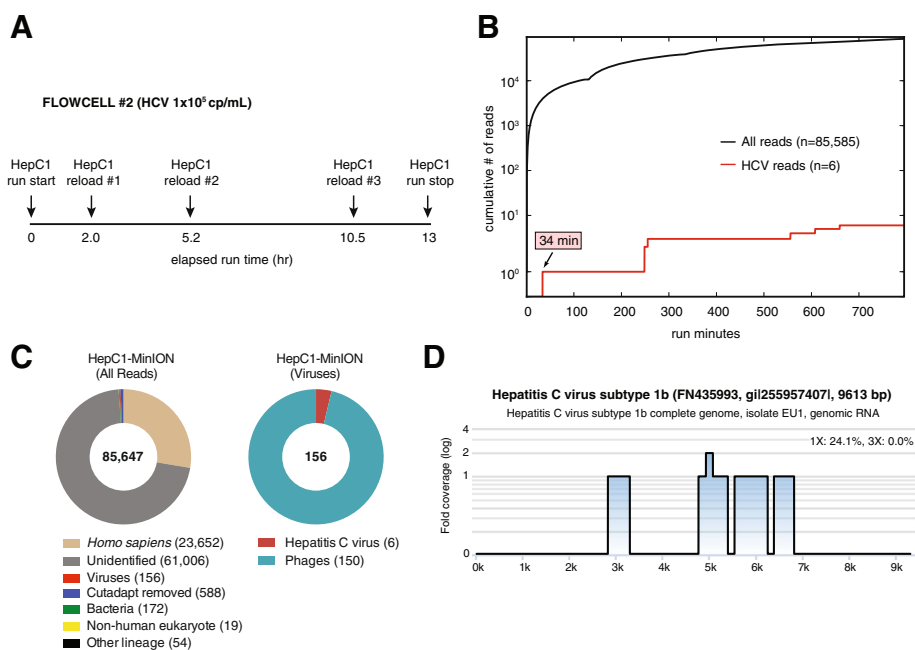 A
FLOWCELL #2 (HCV 1x10⁵ cp/mL)
HepC1 run start
HepC1 reload #1
HepC1 reload #2
HepC1 reload #3
HepC1 run stop
0 2.0 5.2 10.5 13
elapsed run time (hr)
B
cumulative # of reads
10⁴
10³
10²
10¹
10⁰
All reads (n=85,585)
HCV reads (n=6)
34 min
0 100 200 300 400 500 600 700
run minutes
C
HepC1-MinION
(All Reads)
85,647
Homo sapiens (23,652)
Unidentified (61,006)
Viruses (156)
Cutadapt removed (588)
Bacteria (172)
Non-human eukaryote (19)
Other lineage (54)
HepC1-MinION
(Viruses)
156
Hepatitis C virus (6)
Phages (150)
D
Hepatitis C virus subtype 1b (FN435993, gi|255957407|, 9613 bp)
Hepatitis C virus subtype 1b complete genome, isolate EU1, genomic RNA
1X: 24.1%, 3X: 0.0%
Fold coverage (log)
4
2
1
0
0k 1k 2k 3k 4k 5k 6k 7k 8k 9k